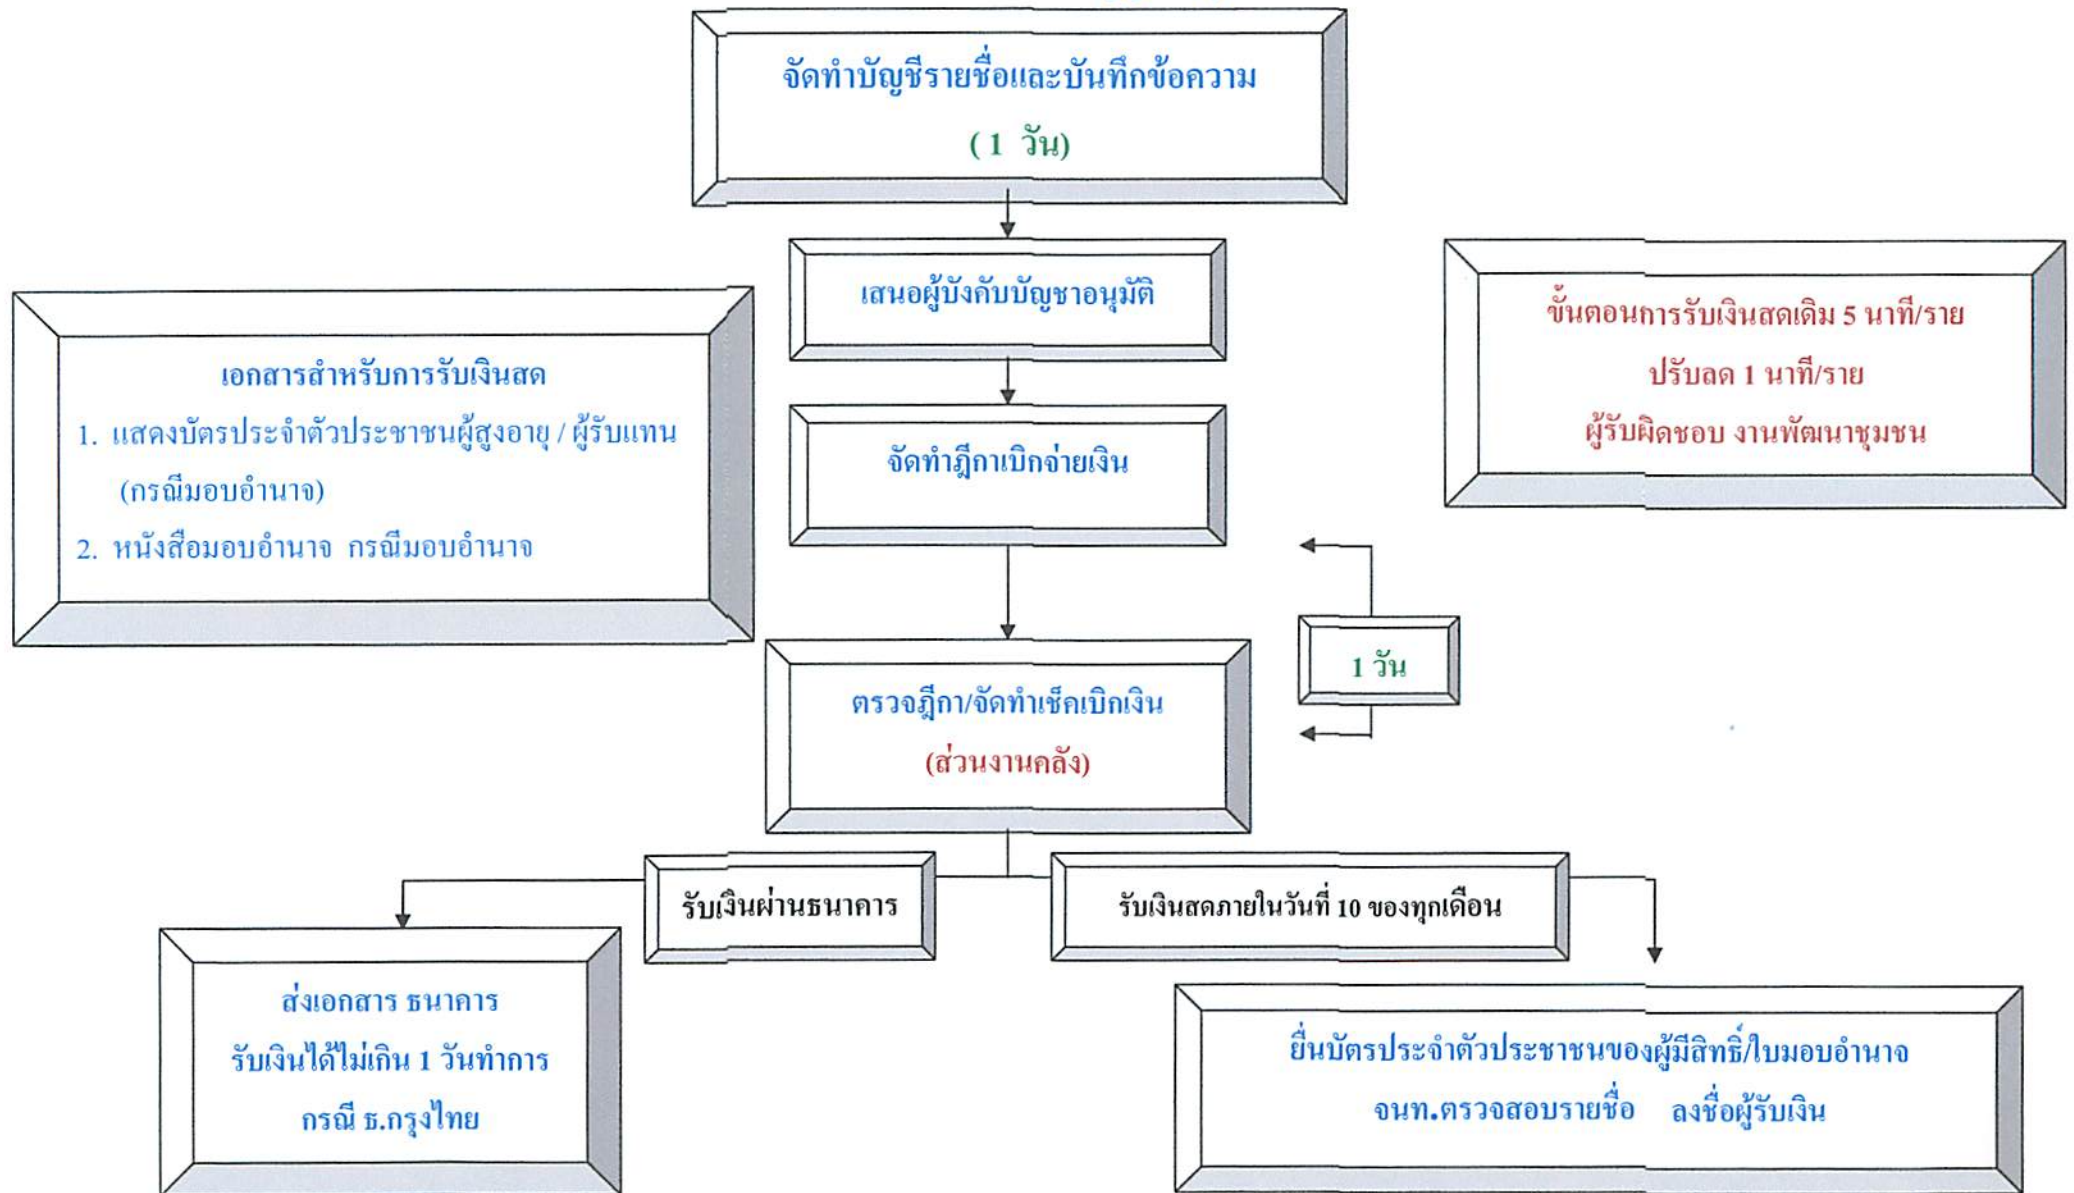 จัดทำบัญชีรายชื่อและบันทึกข้อความ
( 1 วัน)
เสนอผู้บังคับบัญชาอนุมัติ
ขั้นตอนการรับเงินสดเดิม 5 นาที/ราย
ปรับลด 1 นาที/ราย
ผู้รับผิดชอบ งานพัฒนาชุมชน
เอกสารสำหรับการรับเงินสด
1. แสดงบัตรประจำตัวประชาชนผู้สูงอายุ / ผู้รับแทน
(กรณีมอบอำนาจ)
2. หนังสือมอบอำนาจ กรณีมอบอำนาจ
จัดทำฎีกาเบิกจ่ายเงิน
1 วัน
ตรวจฎีกา/จัดทำเช็คเบิกเงิน
(ส่วนงานคลัง)
รับเงินผ่านธนาคาร
รับเงินสดภายในวันที่ 10 ของทุกเดือน
ส่งเอกสาร ธนาคาร
รับเงินได้ไม่เกิน 1 วันทำการ
กรณี ธ.กรุงไทย
ยื่นบัตรประจำตัวประชาชนของผู้มีสิทธิ์/ใบมอบอำนาจ
จนท.ตรวจสอบรายชื่อ ลงชื่อผู้รับเงิน